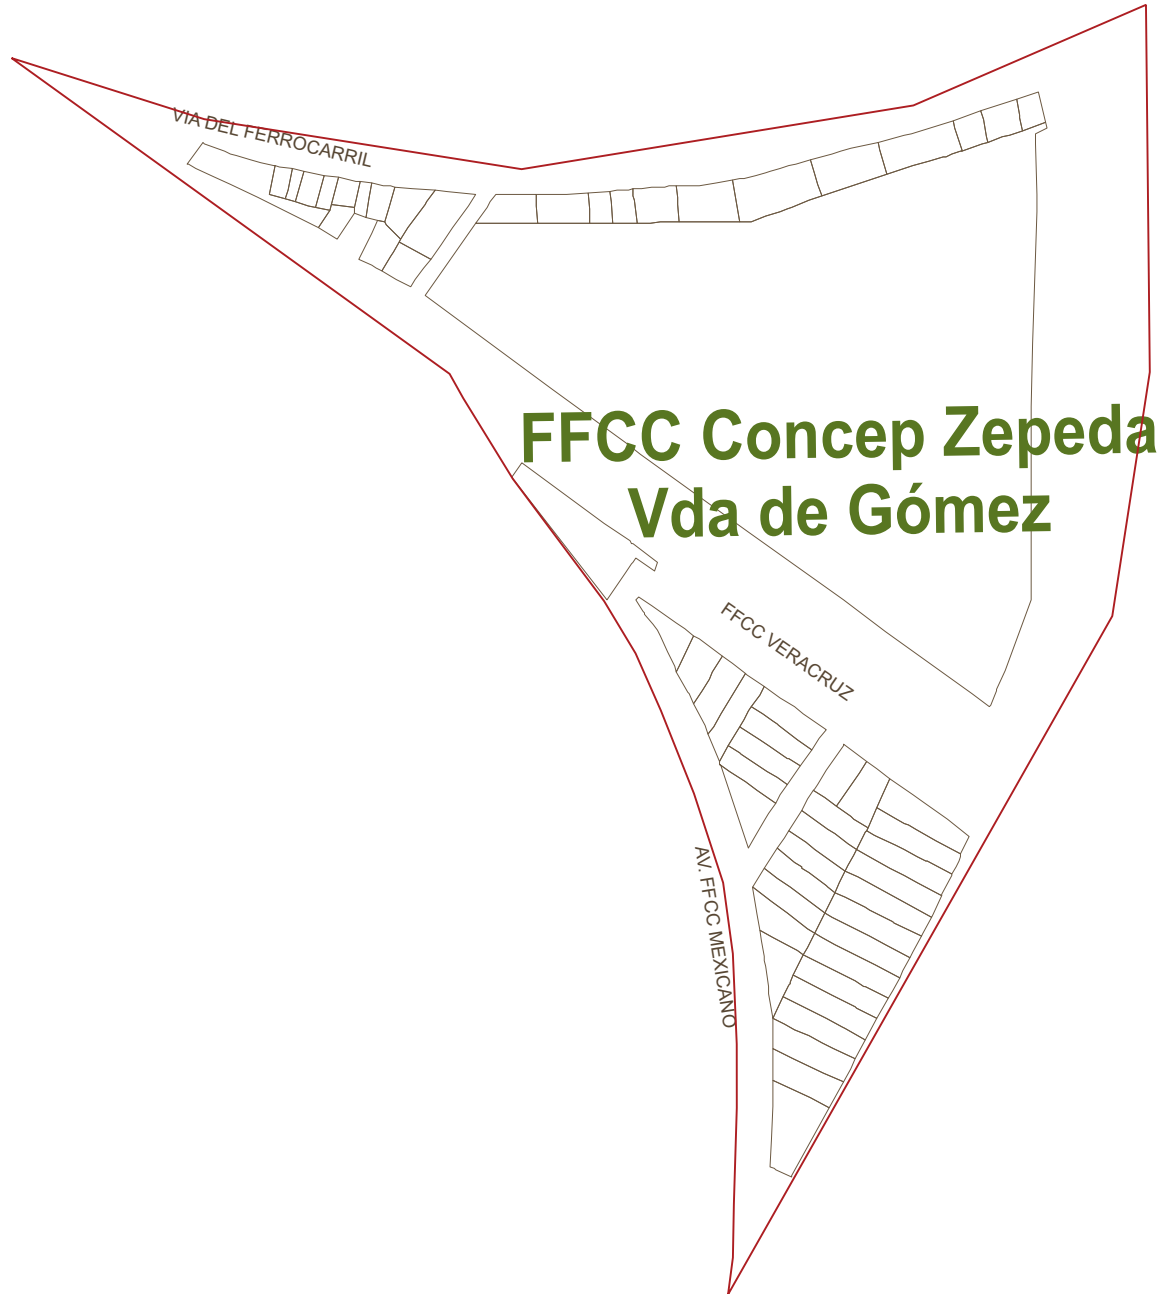 VIA DEL FERROCARRIL
FFCC Concep Zepeda
Vda de Gómez
FFCC VERACRUZ
AV. FFCC MEXICANO